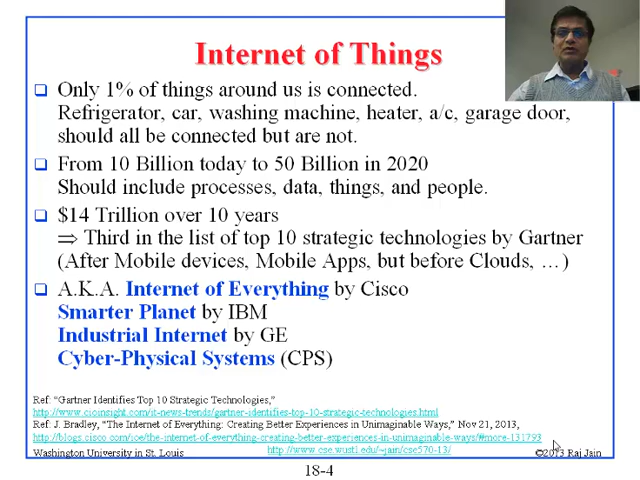 Internet of Things
Only 1% of things around us is connected.
Refrigerator, car, washing machine, heater, a/c, garage door,
should all be connected but are not.
From 10 Billion today to 50 Billion in 2020
Should include processes, data, things, and people.
$14 Trillion over 10 years
⇒ Third in the list of top 10 strategic technologies by Gartner
(After Mobile devices, Mobile Apps, but before Clouds, …)
A.K.A. Internet of Everything by Cisco
Smarter Planet by IBM
Industrial Internet by GE
Cyber-Physical Systems (CPS)
Ref: “Gartner Identifies Top 10 Strategic Technologies,”
http://www.cioinsight.com/it-news-trends/gartner-identifies-top-10-strategic-technologies.html
Ref: J. Bradley, “The Internet of Everything: Creating Better Experiences in Unimaginable Ways,” Nov 21, 2013,
http://blogs.cisco.com/ioe/the-internet-of-everything-creating-better-experiences-in-unimaginable-ways/#more-131793
Washington University in St. Louis http://www.cse.wustl.edu/~jain/cse570-13/ ©2013 Raj Jain
18-4